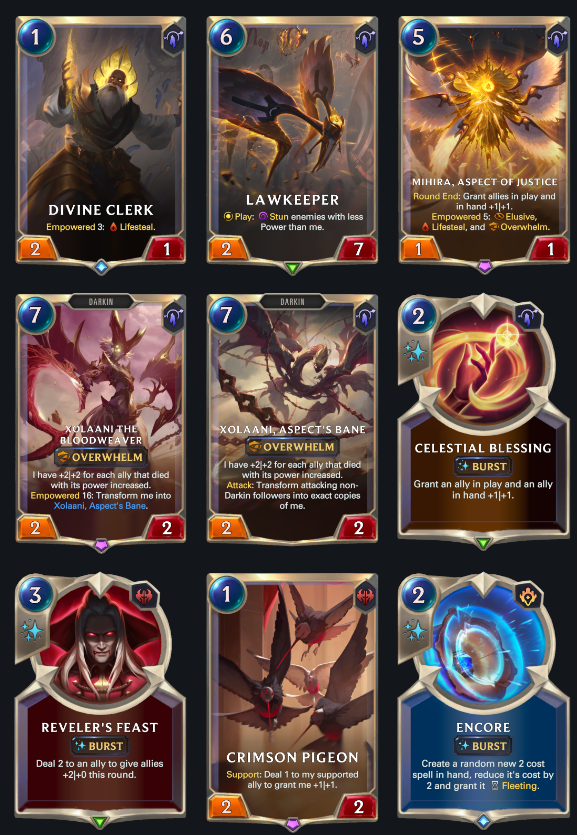 1
DIVINE CLERK
Empowered 3: Lifesteal.
2
1
6
LAWKEEPER
Play: Stun enemies with less
Power than me.
2
7
5
MIHIRA, ASPECT OF JUSTICE
Round End: Grant allies in play and
in hand +1|+1.
Empowered 5: Elusive,
Lifesteal, and Overwhelm.
1
1
7
DARKIN
XOLAANI THE
BLOODWEAVER
OVERWHELM
I have +2|+2 for each ally that died
with its power increased.
Empowered 16: Transform me into
Xolaani, Aspect's Bane.
2
2
7
DARKIN
XOLAANI, ASPECT'S BANE
OVERWHELM
I have +2|+2 for each ally that died
with its power increased.
Attack: Transform attacking non-
Darkin followers into exact copies
of me.
2
2
2
CELESTIAL BLESSING
BURST
Grant an ally in play and an ally
in hand +1|+1.
3
REVELER'S FEAST
BURST
Deal 2 to an ally to give allies
+2|+0 this round.
1
CRIMSON PIGEON
Support: Deal 1 to my supported
ally to grant me +1|+1.
2
2
2
ENCORE
BURST
Create a random new 2 cost
spell in hand, reduce it's cost by
2 and grant it Fleeting.